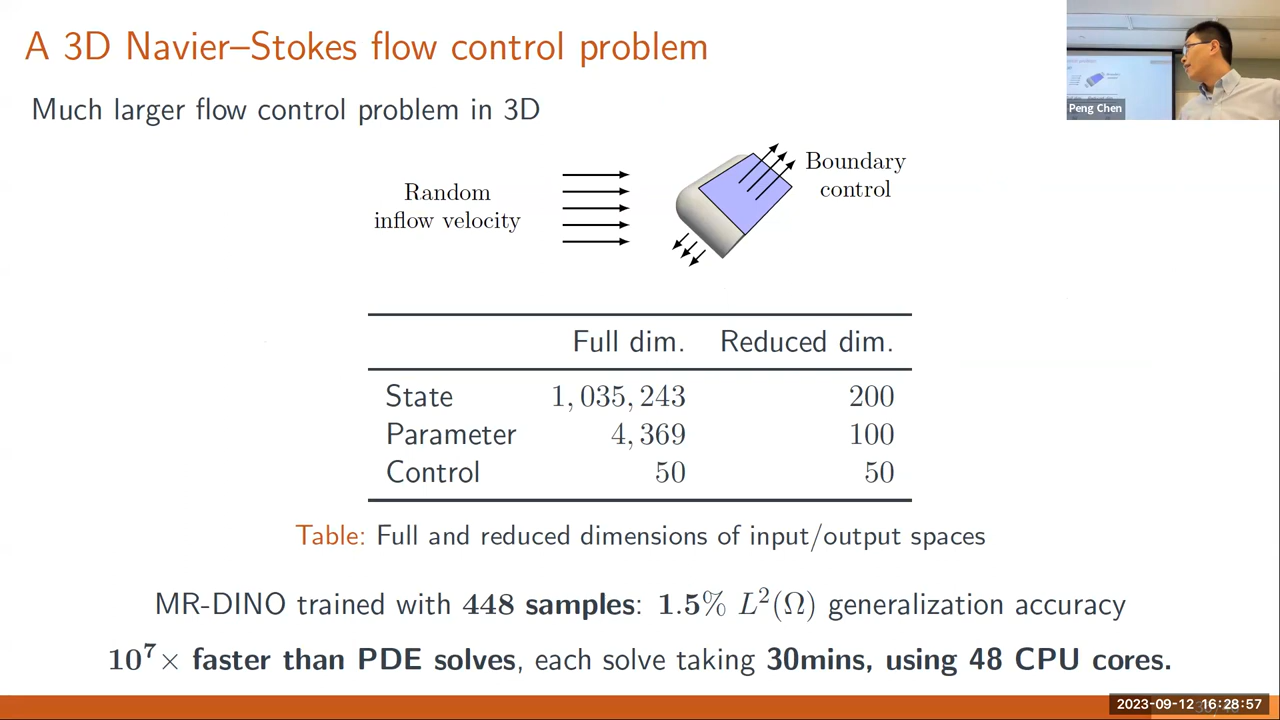 A 3D Navier–Stokes flow control problem
Much larger flow control problem in 3D
Peng Chen
Random
inflow velocity
Boundary
control
Full dim. Reduced dim.
State 1, 035, 243 200
Parameter 4, 369 100
Control 50 50
Table: Full and reduced dimensions of input/output spaces
MR-DINO trained with 448 samples: 1.5% L²(Ω) generalization accuracy
10⁷× faster than PDE solves, each solve taking 30mins, using 48 CPU cores.
2023-09-12 16:28:57